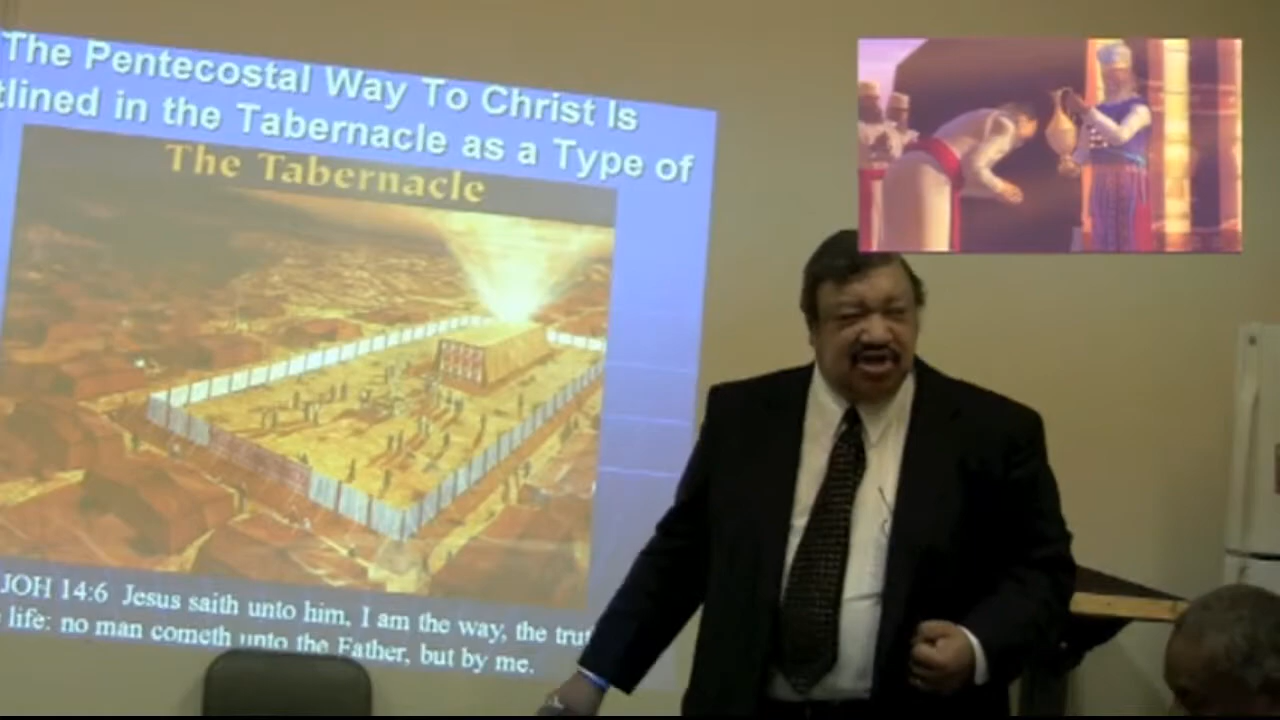 The Pentecostal Way To Christ Is
tlined in the Tabernacle as a Type of
The Tabernacle
JOH 14:6 Jesus saith unto him, I am the way, the trut
life: no man cometh unto the Father, but by me.